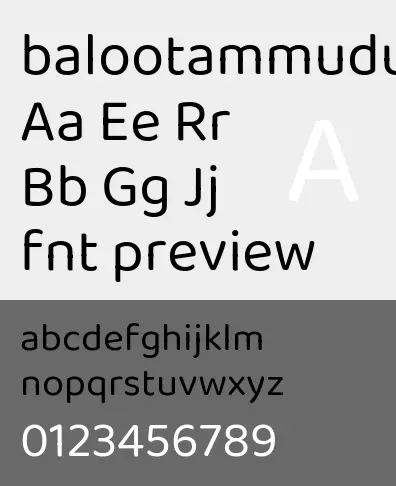 balootammudu
Aa Ee Rr
A
Bb Gg Jj
fnt preview
abcdefghijklm
nopqrstuvwxyz
0123456789